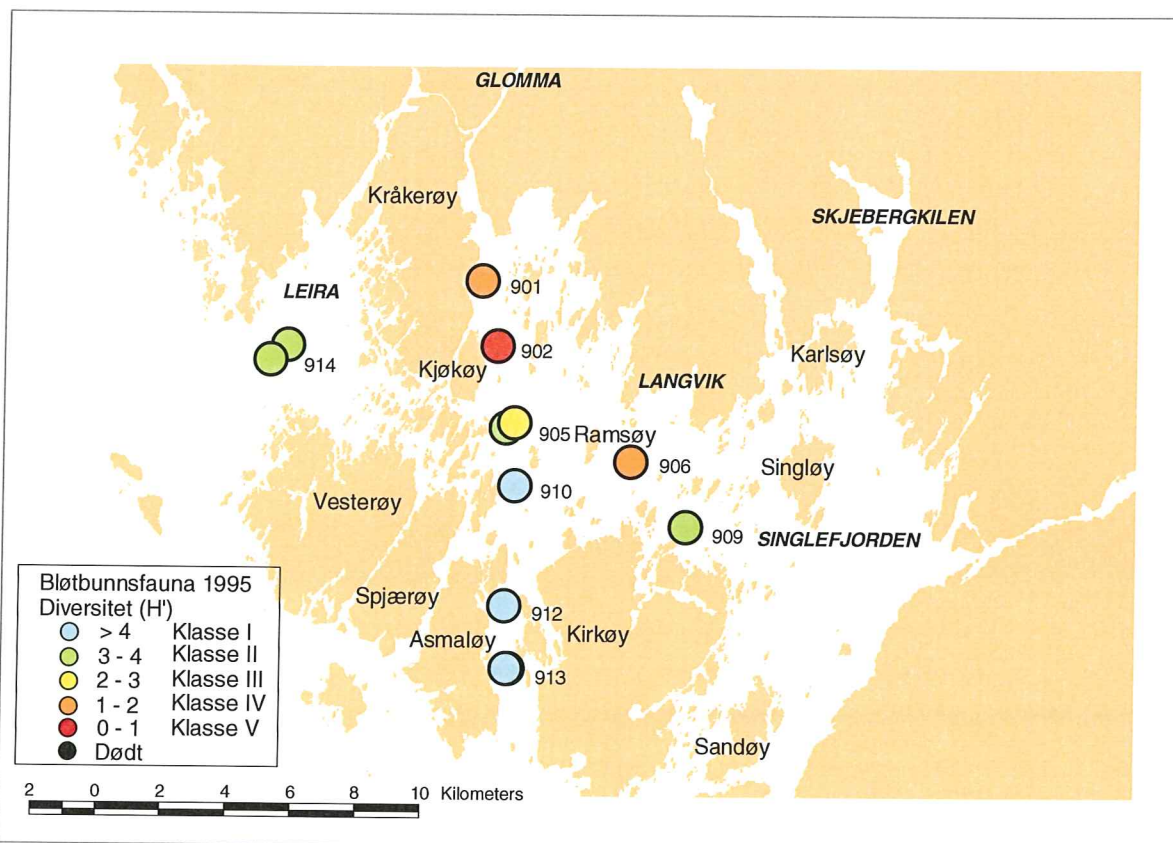 GLOMMA
Kråkerøy
SKJEBERGKILEN
901
LEIRA
902
Karlsøy
914
Kjøkøy
LANGVIK
905 Ramsøy
906
Singløy
910
Vesterøy
909
SINGLEFJORDEN
Bløtbunnsfauna 1995
Diversitet (H')
> 4 Klasse I
3 - 4 Klasse II
2 - 3 Klasse III
1 - 2 Klasse IV
0 - 1 Klasse V
Dødt
Spjærøy
912
Asmaløy
Kirkøy
913
Sandøy
2 0 2 4 6 8 10 Kilometers